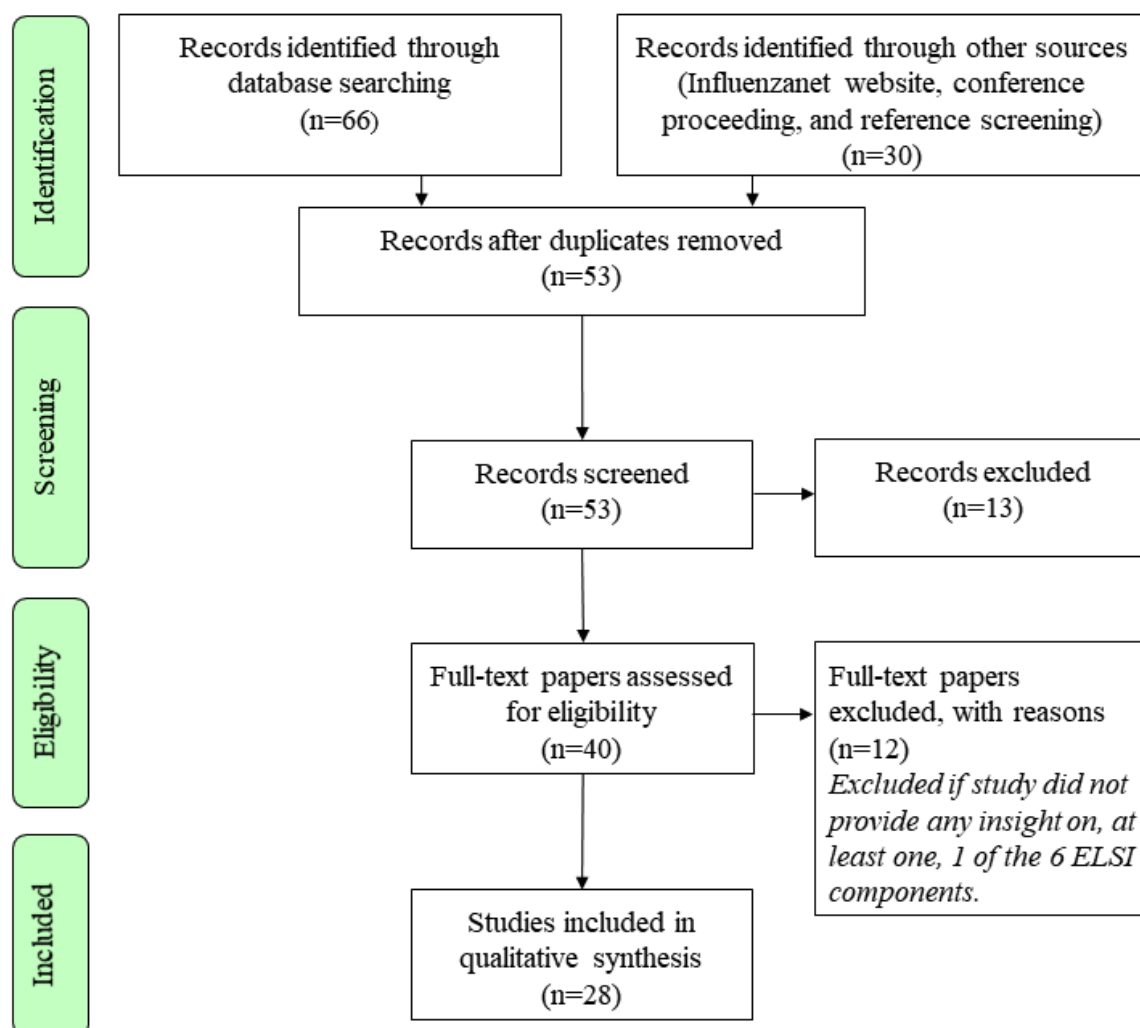 Identification
Records identified through
database searching
(n=66)
Records identified through other sources
(Influenzanet website, conference
proceeding, and reference screening)
(n=30)
Records after duplicates removed
(n=53)
Screening
Records screened
(n=53)
Records excluded
(n=13)
Eligibility
Full-text papers assessed
for eligibility
(n=40)
Full-text papers
excluded, with reasons
(n=12)
Excluded if study did not
provide any insight on, at
least one, 1 of the 6 ELSI
components.
Included
Studies included in
qualitative synthesis
(n=28)